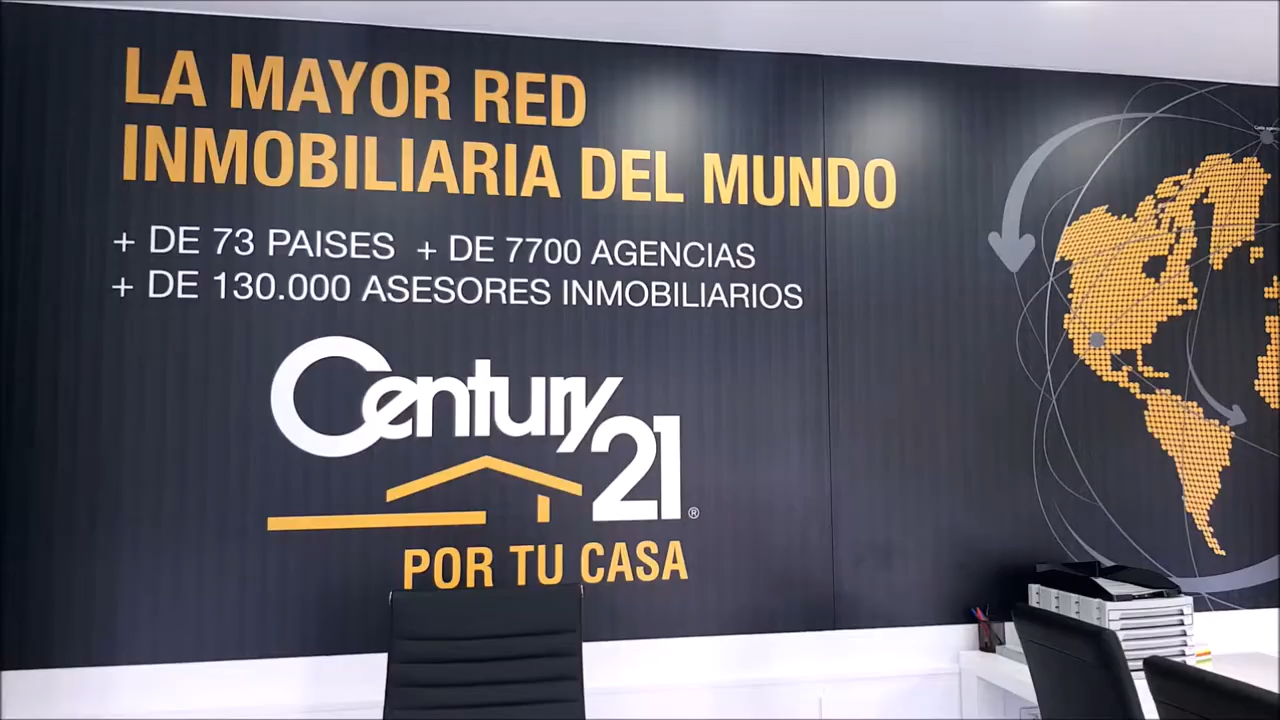 LA MAYOR RED
INMOBILIARIA DEL MUNDO
+ DE 73 PAISES + DE 7700 AGENCIAS
+ DE 130.000 ASESORES INMOBILIARIOS
Century
21®
POR TU CASA